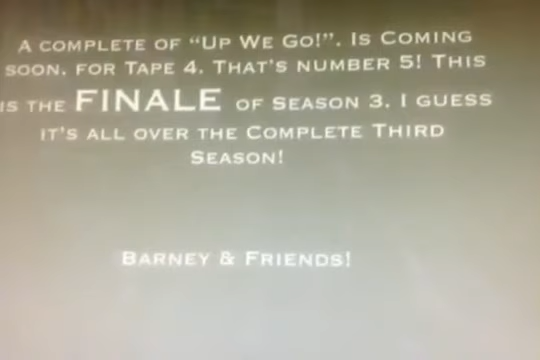 A COMPLETE OF “UP WE GO!”. IS COMING
SOON. FOR TAPE 4. THAT'S NUMBER 5! THIS
IS THE FINALE OF SEASON 3. I GUESS
IT'S ALL OVER THE COMPLETE THIRD
SEASON!
BARNEY & FRIENDS!